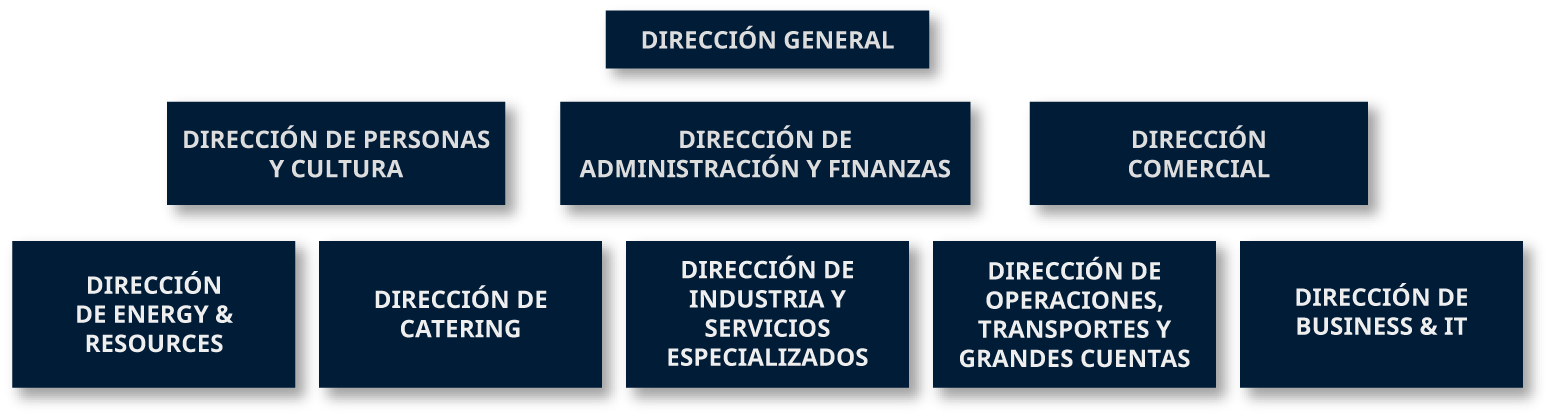 DIRECCIÓN GENERAL
DIRECCIÓN DE PERSONAS
Y CULTURA
DIRECCIÓN DE
ADMINISTRACIÓN Y FINANZAS
DIRECCIÓN
COMERCIAL
DIRECCIÓN
DE ENERGY &
RESOURCES
DIRECCIÓN DE
CATERING
DIRECCIÓN DE
INDUSTRIA Y
SERVICIOS
ESPECIALIZADOS
DIRECCIÓN DE
OPERACIONES,
TRANSPORTES Y
GRANDES CUENTAS
DIRECCIÓN DE
BUSINESS & IT